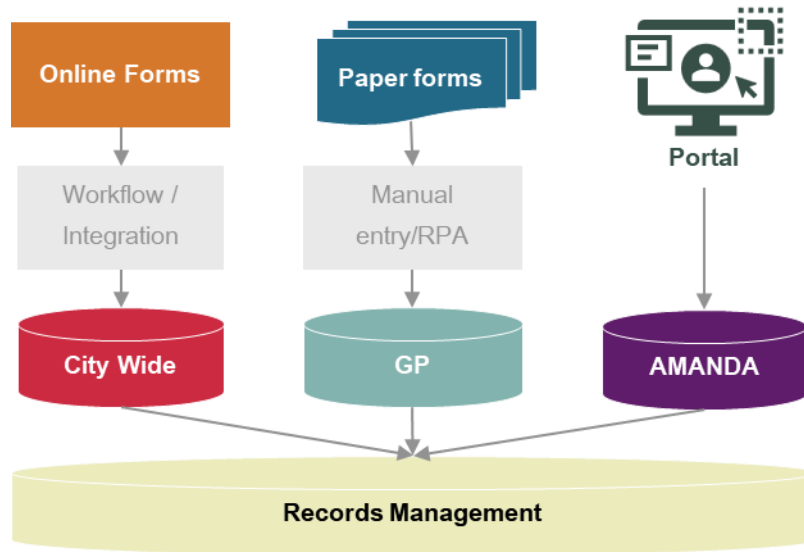 Online Forms
Paper forms
Portal
Workflow /
Integration
Manual
entry/RPA
City Wide
GP
AMANDA
Records Management